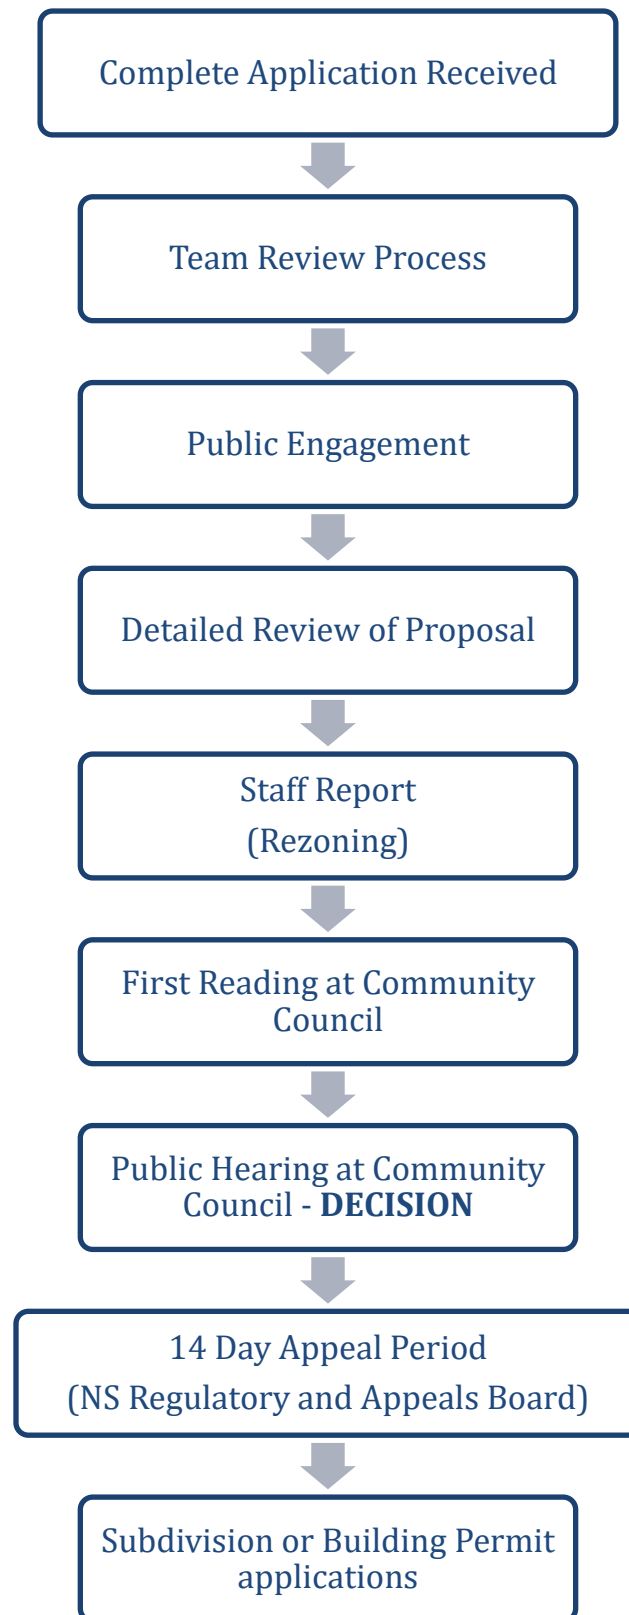 Complete Application Received
Team Review Process
Public Engagement
Detailed Review of Proposal
Staff Report
(Rezoning)
First Reading at Community
Council
Public Hearing at Community
Council - DECISION
14 Day Appeal Period
(NS Regulatory and Appeals Board)
Subdivision or Building Permit
applications